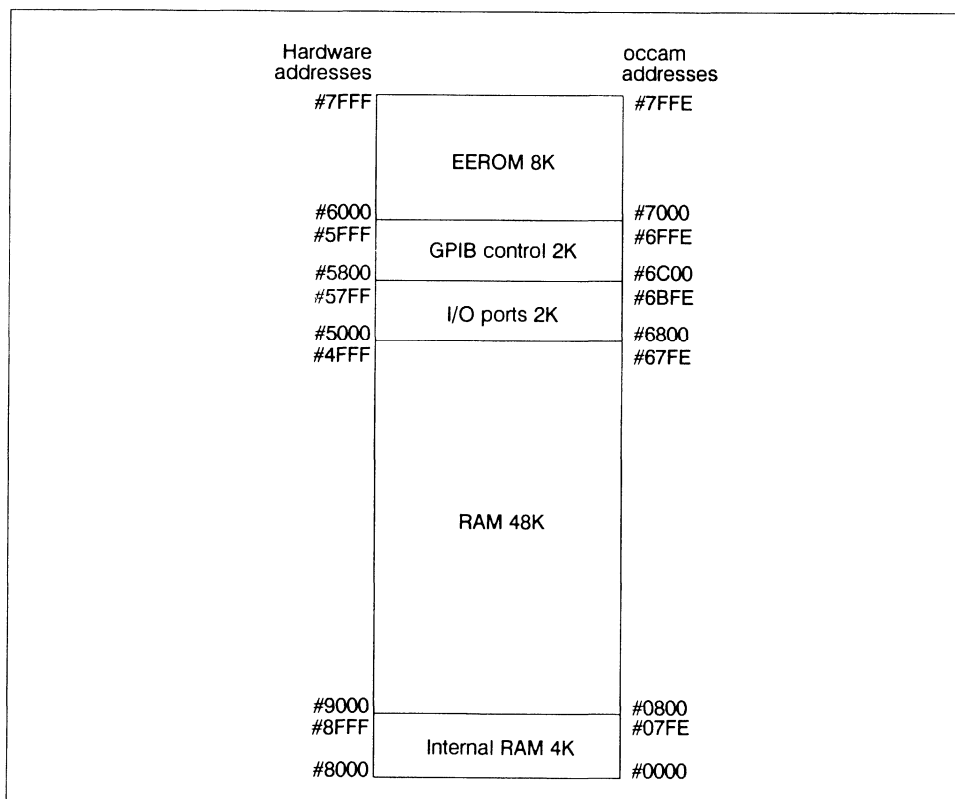 Hardware
addresses
occam
addresses
#7FFF
#7FFE
EEROM 8K
#6000
#7000
#5FFF
#6FFE
GPIB control 2K
#5800
#6C00
#57FF
#6BFE
I/O ports 2K
#5000
#6800
#4FFF
#67FE
RAM 48K
#9000
#0800
#8FFF
#07FE
Internal RAM 4K
#8000
#0000